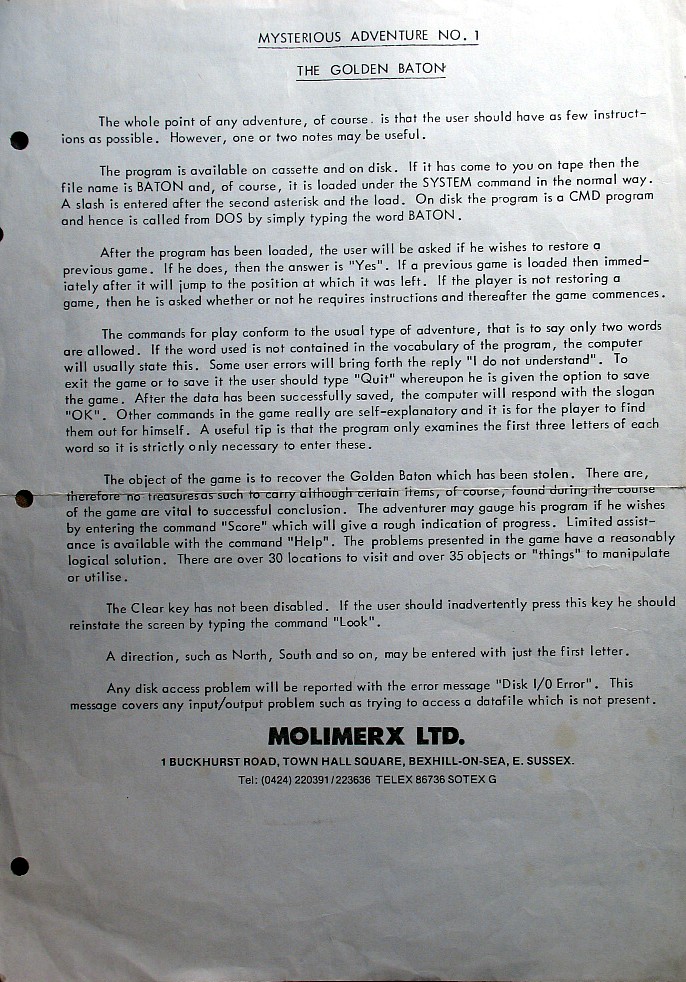 MYSTERIOUS ADVENTURE NO. 1
THE GOLDEN BATON
The whole point of any adventure, of course. is that the user should have as few instruct-
ions as possible. However, one or two notes may be useful.
The program is available on cassette and on disk. If it has come to you on tape then the
file name is BATON and, of course, it is loaded under the SYSTEM command in the normal way.
A slash is entered after the second asterisk and the load. On disk the program is a CMD program
and hence is called from DOS by simply typing the word BATON.
After the program has been loaded, the user will be asked if he wishes to restore a
previous game. If he does, then the answer is "Yes". If a previous game is loaded then immed-
iately after it will jump to the position at which it was left. If the player is not restoring a
game, then he is asked whether or not he requires instructions and thereafter the game commences.
The commands for play conform to the usual type of adventure, that is to say only two words
are allowed. If the word used is not contained in the vocabulary of the program, the computer
will usually state this. Some user errors will bring forth the reply "I do not understand". To
exit the game or to save it the user should type "Quit" whereupon he is given the option to save
the game. After the data has been successfully saved, the computer will respond with the slogan
"OK". Other commands in the game really are self-explanatory and it is for the player to find
them out for himself. A useful tip is that the program only examines the first three letters of each
word so it is strictly only necessary to enter these.
The object of the game is to recover the Golden Baton which has been stolen. There are,
therefore no treasures as such to carry although certain items, of course, found during the course
of the game are vital to successful conclusion. The adventurer may gauge his program if he wishes
by entering the command "Score" which will give a rough indication of progress. Limited assist-
ance is available with the command "Help". The problems presented in the game have a reasonably
logical solution. There are over 30 locations to visit and over 35 objects or "things" to manipulate
or utilise.
The Clear key has not been disabled. If the user should inadvertently press this key he should
reinstate the screen by typing the command "Look".
A direction, such as North, South and so on, may be entered with just the first letter.
Any disk access problem will be reported with the error message "Disk I/0 Error". This
message covers any input/output problem such as trying to access a datafile which is not present.
MOLIMERX LTD.
1 BUCKHURST ROAD, TOWN HALL SQUARE, BEXHILL-ON-SEA, E. SUSSEX.
Tel: (0424) 220391/223636 TELEX 86736 SOTEX G